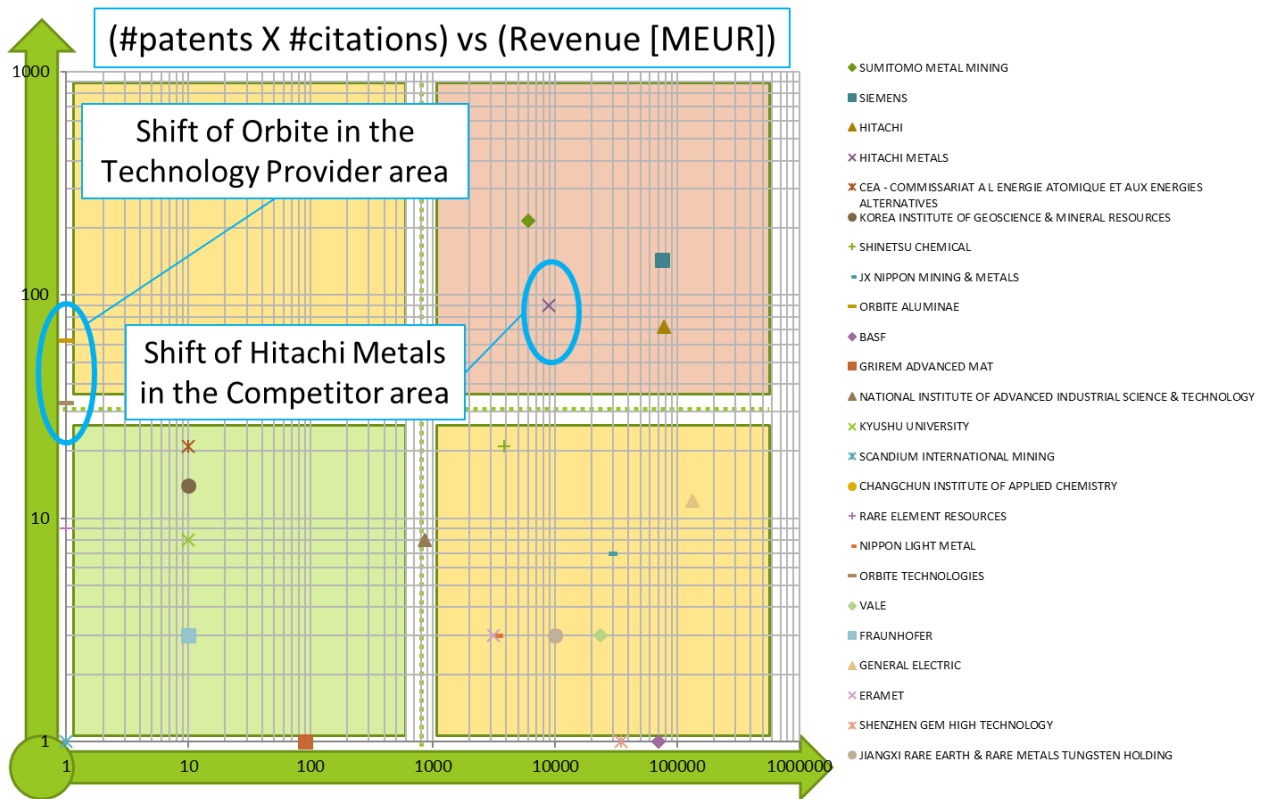 (#patents X #citations) vs (Revenue [MEUR])
1000
Shift of Orbite in the
Technology Provider area
100
Shift of Hitachi Metals
in the Competitor area
10
1
1
10
100
1000
10000
100000
1000000
SUMITOMO METAL MINING
SIEMENS
HITACHI
HITACHI METALS
CEA - COMMISSARIAT A L ENERGIE ATOMIQUE ET AUX ENERGIES
ALTERNATIVES
KOREA INSTITUTE OF GEOSCIENCE & MINERAL RESOURCES
SHINETSU CHEMICAL
JX NIPPON MINING & METALS
ORBITE ALUMINAE
BASF
GRIREM ADVANCED MAT
NATIONAL INSTITUTE OF ADVANCED INDUSTRIAL SCIENCE & TECHNOLOGY
KYUSHU UNIVERSITY
SCANDIUM INTERNATIONAL MINING
CHANGCHUN INSTITUTE OF APPLIED CHEMISTRY
RARE ELEMENT RESOURCES
NIPPON LIGHT METAL
ORBITE TECHNOLOGIES
VALE
FRAUNHOFER
GENERAL ELECTRIC
ERAMET
SHENZHEN GEM HIGH TECHNOLOGY
JIANGXI RARE EARTH & RARE METALS TUNGSTEN HOLDING